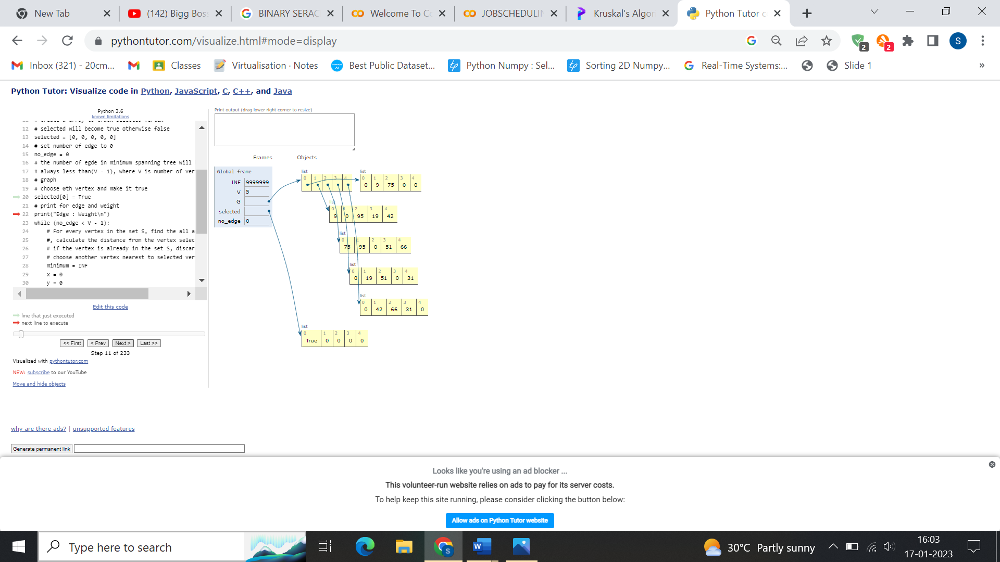 New Tab
(142) Bigg Bos
BINARY SERAC
Welcome To Co
JOBSCHEDULIN
Kruskal's Algor
Python Tutor c
pythontutor.com/visualize.html#mode=display
2
2
S
Inbox (321) - 20cm...
Classes
Virtualisation · Notes
Best Public Dataset...
Python Numpy : Sel...
Sorting 2D Numpy...
Real-Time Systems:...
Slide 1
»
Python Tutor: Visualize code in Python, JavaScript, C, C++, and Java
Python 3.6
known limitations
11 # create a array to track selected vertex
12 # selected will become true otherwise false
13 selected = [0, 0, 0, 0, 0]
14 # set number of edge to 0
15 no_edge = 0
16 # the number of egde in minimum spanning tree will
17 # always less than(V - 1), where V is number of ver
18 # graph
19 # choose 0th vertex and make it true
20 selected[0] = True
21 # print for edge and weight
22 print("Edge : Weight\n")
23 while (no_edge < V - 1):
24 # For every vertex in the set S, find the all a
25 #, calculate the distance from the vertex selec
26 # if the vertex is already in the set S, discar
27 # choose another vertex nearest to selected ver
28 minimum = INF
29 x = 0
30 y = 0
Edit this code
line that just executed
next line to execute
<< First
< Prev
Next >
Last >>
Step 11 of 233
Visualized with pythontutor.com
NEW: subscribe to our YouTube
Move and hide objects
Print output (drag lower right corner to resize)
Frames
Objects
Global frame
INF 9999999
V 5
G
selected
no_edge 0
list
0 1 2 3 4
list
0 1 2 3 4
0 9 75 0 0
list
0 1 2 3 4
9 0 95 19 42
list
0 1 2 3 4
75 95 0 51 66
list
0 1 2 3 4
0 19 51 0 31
list
0 1 2 3 4
0 42 66 31 0
list
0 1 2 3 4
True 0 0 0 0
why are there ads? | unsupported features
Generate permanent link
Looks like you're using an ad blocker ...
This volunteer-run website relies on ads to pay for its server costs.
To help keep this site running, please consider clicking the button below:
Allow ads on Python Tutor website
Type here to search
S
W
30°C Partly sunny
16:03
17-01-2023